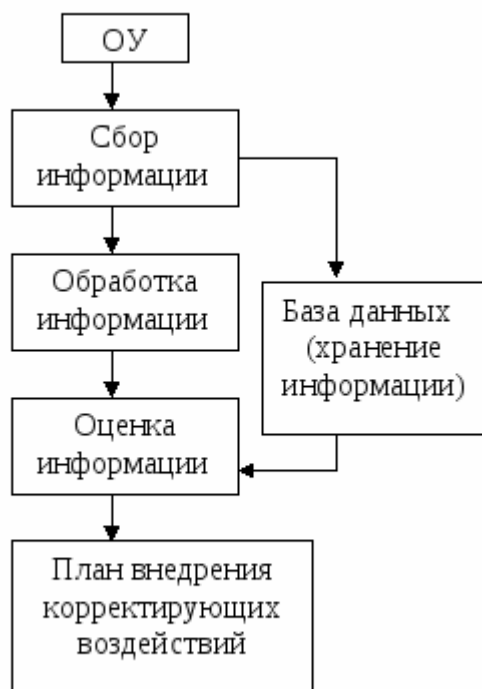 ОУ
Сбор
информации
Обработка
информации
База данных
(хранение
информации)
Оценка
информации
План внедрения
корректирующих
воздействий